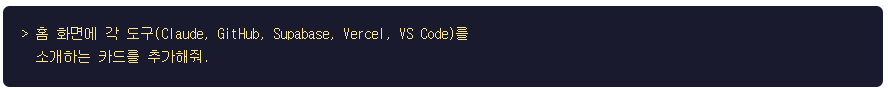 > 홈 화면에 각 도구(Claude, GitHub, Supabase, Vercel, VS Code)를
소개하는 카드를 추가해줘.